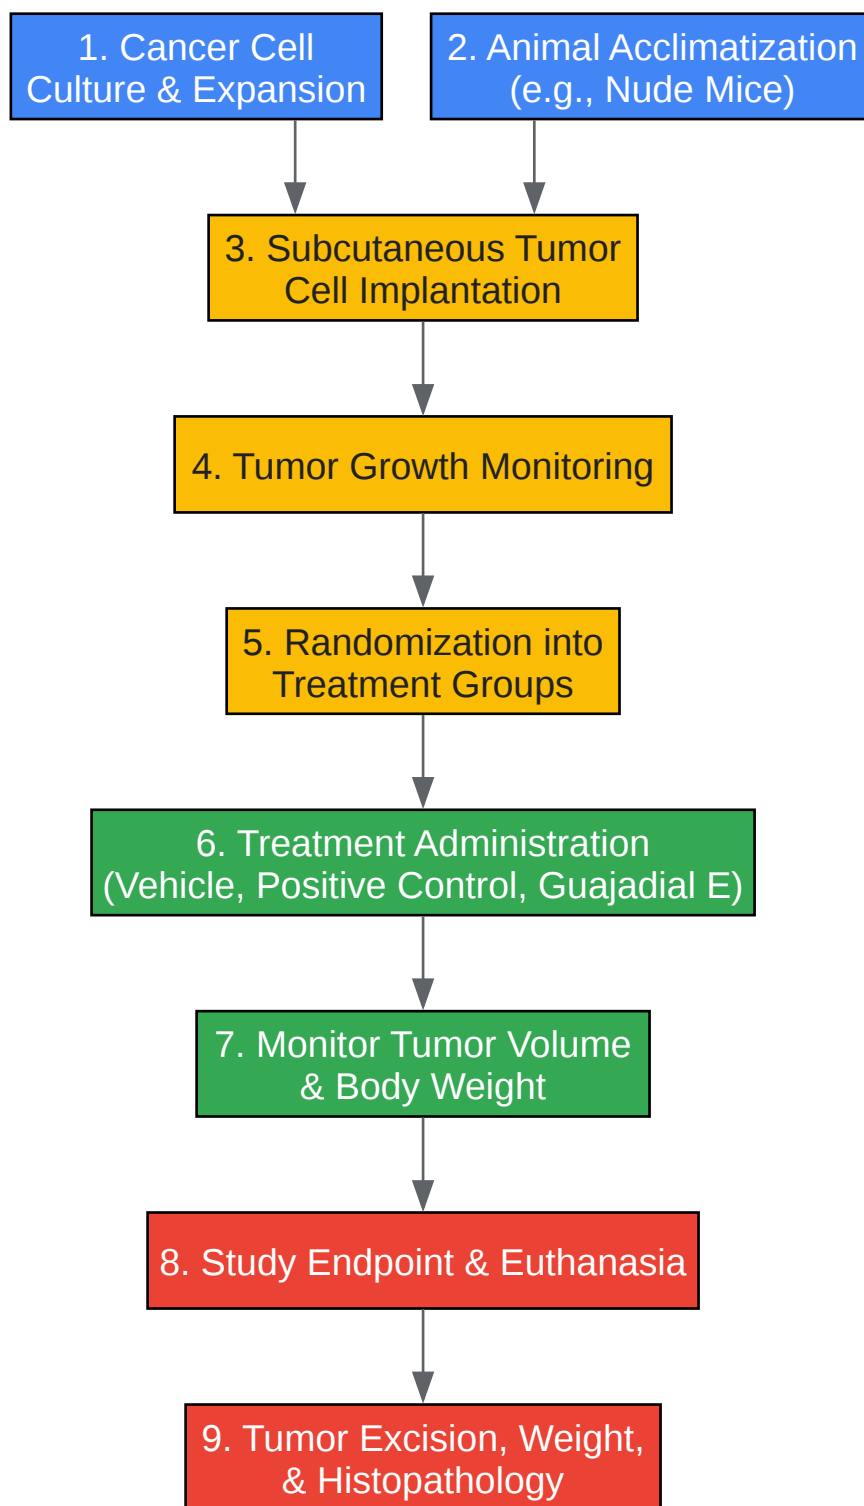 1. Cancer Cell
Culture & Expansion
2. Animal Acclimatization
(e.g., Nude Mice)
3. Subcutaneous Tumor
Cell Implantation
4. Tumor Growth Monitoring
5. Randomization into
Treatment Groups
6. Treatment Administration
(Vehicle, Positive Control, Guajadial E)
7. Monitor Tumor Volume
& Body Weight
8. Study Endpoint & Euthanasia
9. Tumor Excision, Weight,
& Histopathology